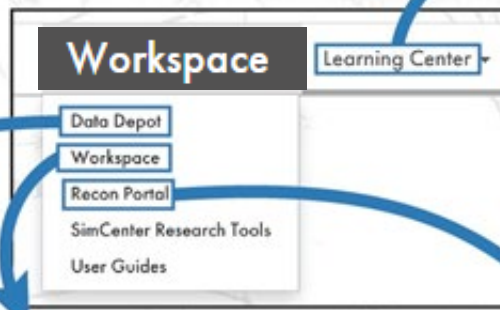 Workspace
Learning Center
Data Depot
Workspace
Recon Portal
SimCenter Research Tools
User Guides